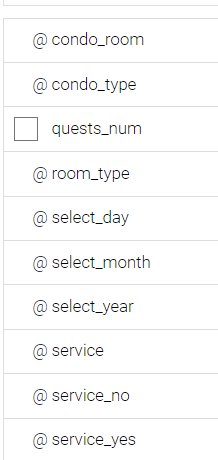 @ condo_room
@ condo_type
quests_num
@ room_type
@ select_day
@ select_month
@ select_year
@ service
@ service_no
@ service_yes